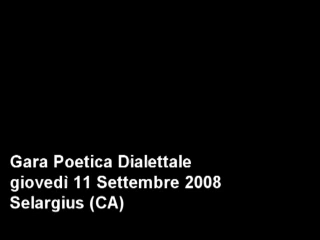 Gara Poetica Dialettale
giovedì 11 Settembre 2008
Selargius (CA)